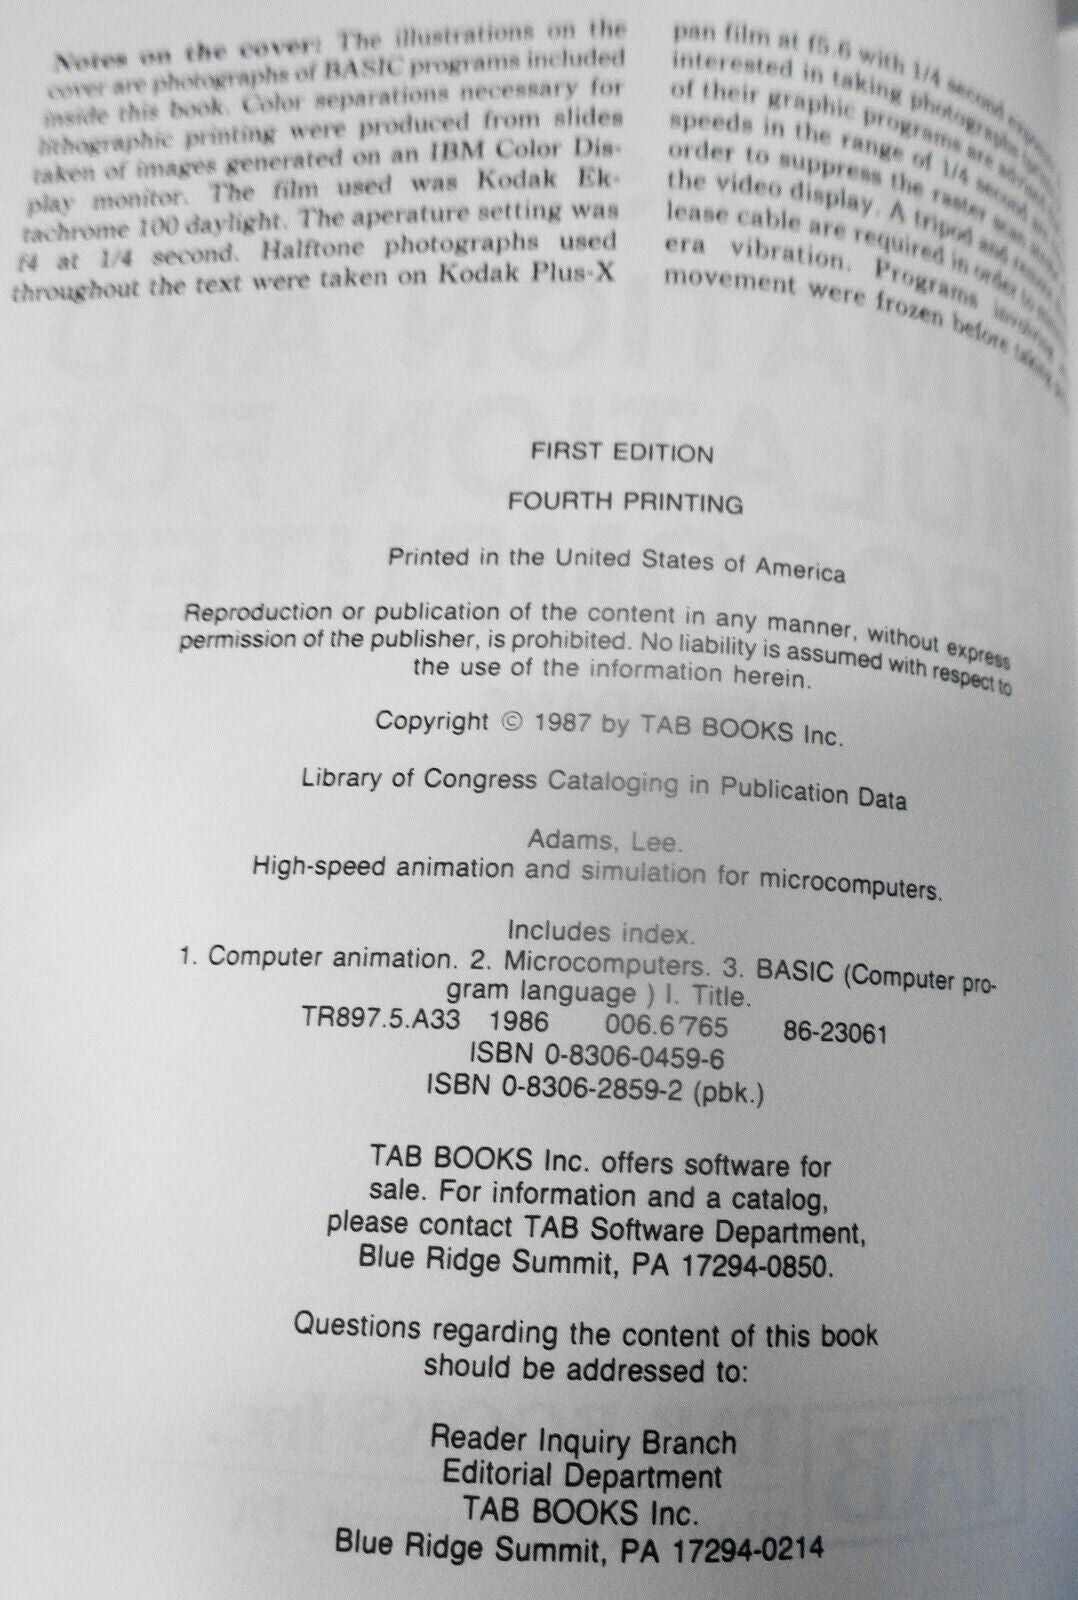 Notes on the cover: The illustrations on the
cover are photographs of BASIC programs included
inside this book. Color separations necessary for
lithographic printing were produced from slides
taken of images generated on an IBM Color Dis-
play monitor. The film used was Kodak Ek-
tachrome 100 daylight. The aperature setting was
f4 at 1/4 second. Halftone photographs used
throughout the text were taken on Kodak Plus-X
pan film at f5.6 with 1/4 second
interested in taking photographs
of their graphic programs are
speeds in the range of 1/4 second
order to suppress the raster scan
the video display. A tripod and
lease cable are required in order to
era vibration. Programs involving
movement were frozen before taking
FIRST EDITION
FOURTH PRINTING
Printed in the United States of America
Reproduction or publication of the content in any manner, without express
permission of the publisher, is prohibited. No liability is assumed with respect to
the use of the information herein.
Copyright © 1987 by TAB BOOKS Inc.
Library of Congress Cataloging in Publication Data
Adams, Lee.
High-speed animation and simulation for microcomputers.
Includes index.
1. Computer animation. 2. Microcomputers. 3. BASIC (Computer pro-
gram language ) I. Title.
TR897.5.A33 1986 006.6'765 86-23061
ISBN 0-8306-0459-6
ISBN 0-8306-2859-2 (pbk.)
TAB BOOKS Inc. offers software for
sale. For information and a catalog,
please contact TAB Software Department,
Blue Ridge Summit, PA 17294-0850.
Questions regarding the content of this book
should be addressed to:
Reader Inquiry Branch
Editorial Department
TAB BOOKS Inc.
Blue Ridge Summit, PA 17294-0214